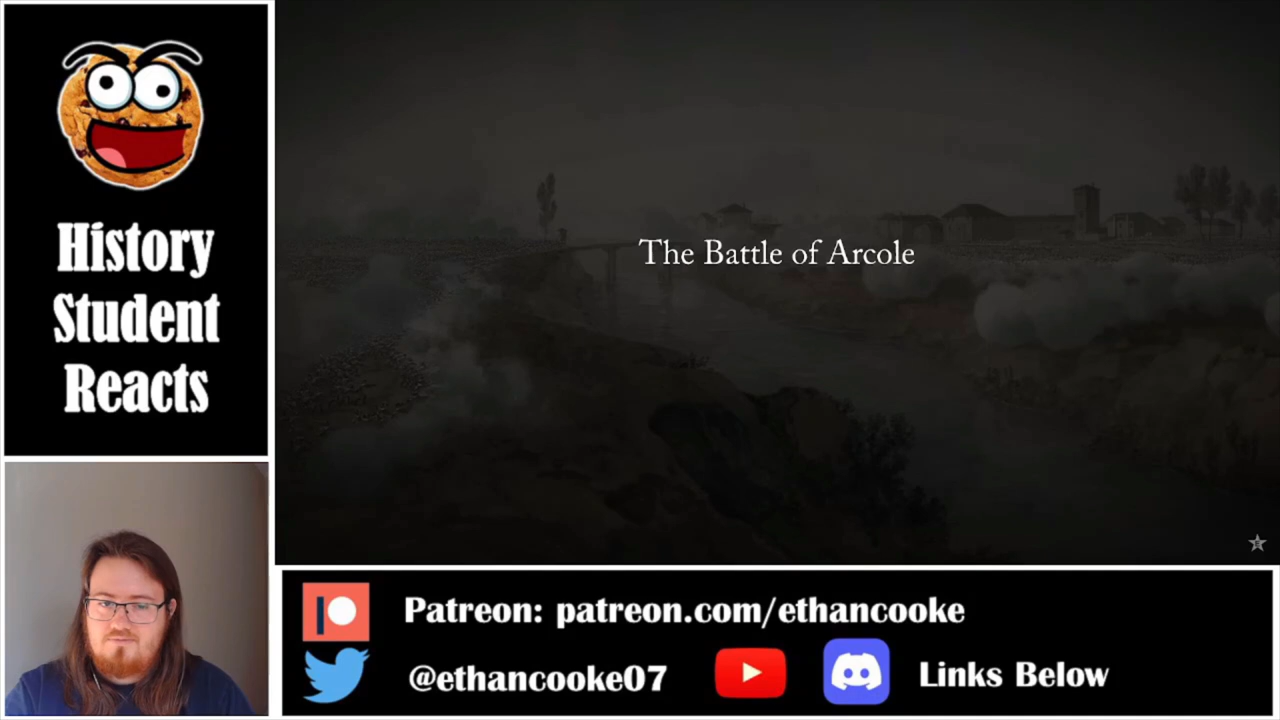 History
Student
Reacts
The Battle of Arcole
Patreon: patreon.com/ethancooke
@ethancooke07
Links Below